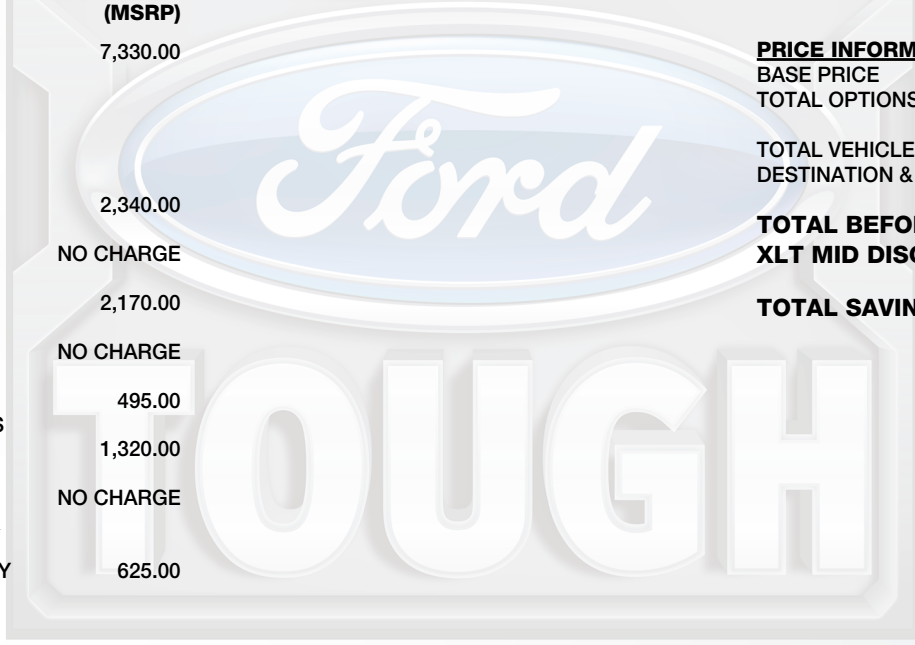 (MSRP)
7,330.00
2,340.00
NO CHARGE
2,170.00
NO CHARGE
495.00
S
1,320.00
NO CHARGE
Y
625.00
PRICE INFORM
BASE PRICE
TOTAL OPTIONS
TOTAL VEHICLE
DESTINATION &
TOTAL BEFO
XLT MID DISC
TOTAL SAVIN
Ford
TOUGH